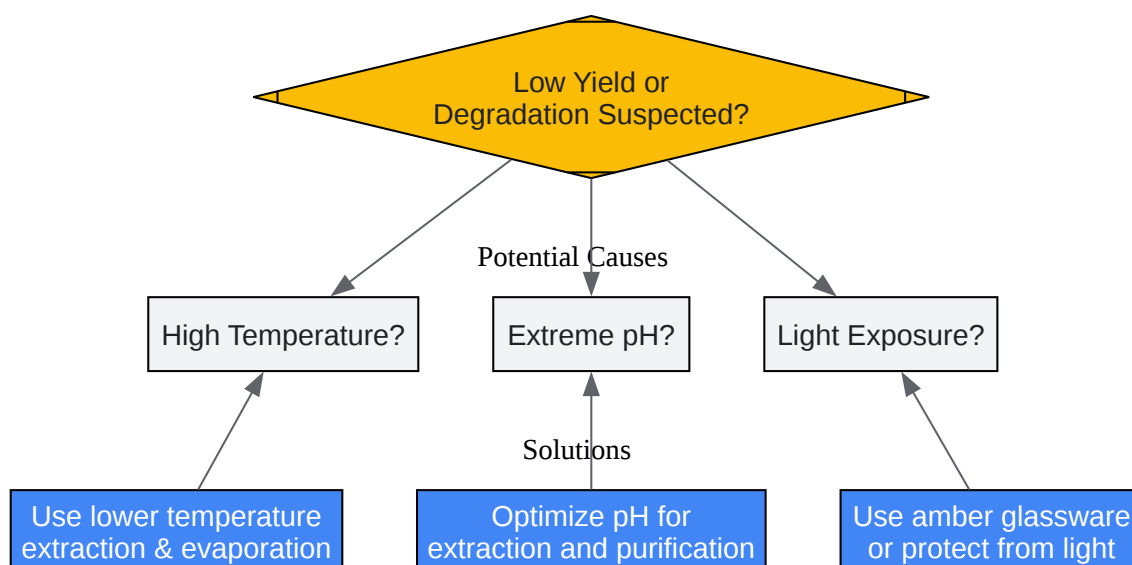 Low Yield or
Degradation Suspected?
Potential Causes
High Temperature?
Extreme pH?
Light Exposure?
Solutions
Use lower temperature
extraction & evaporation
Optimize pH for
extraction and purification
Use amber glassware
or protect from light